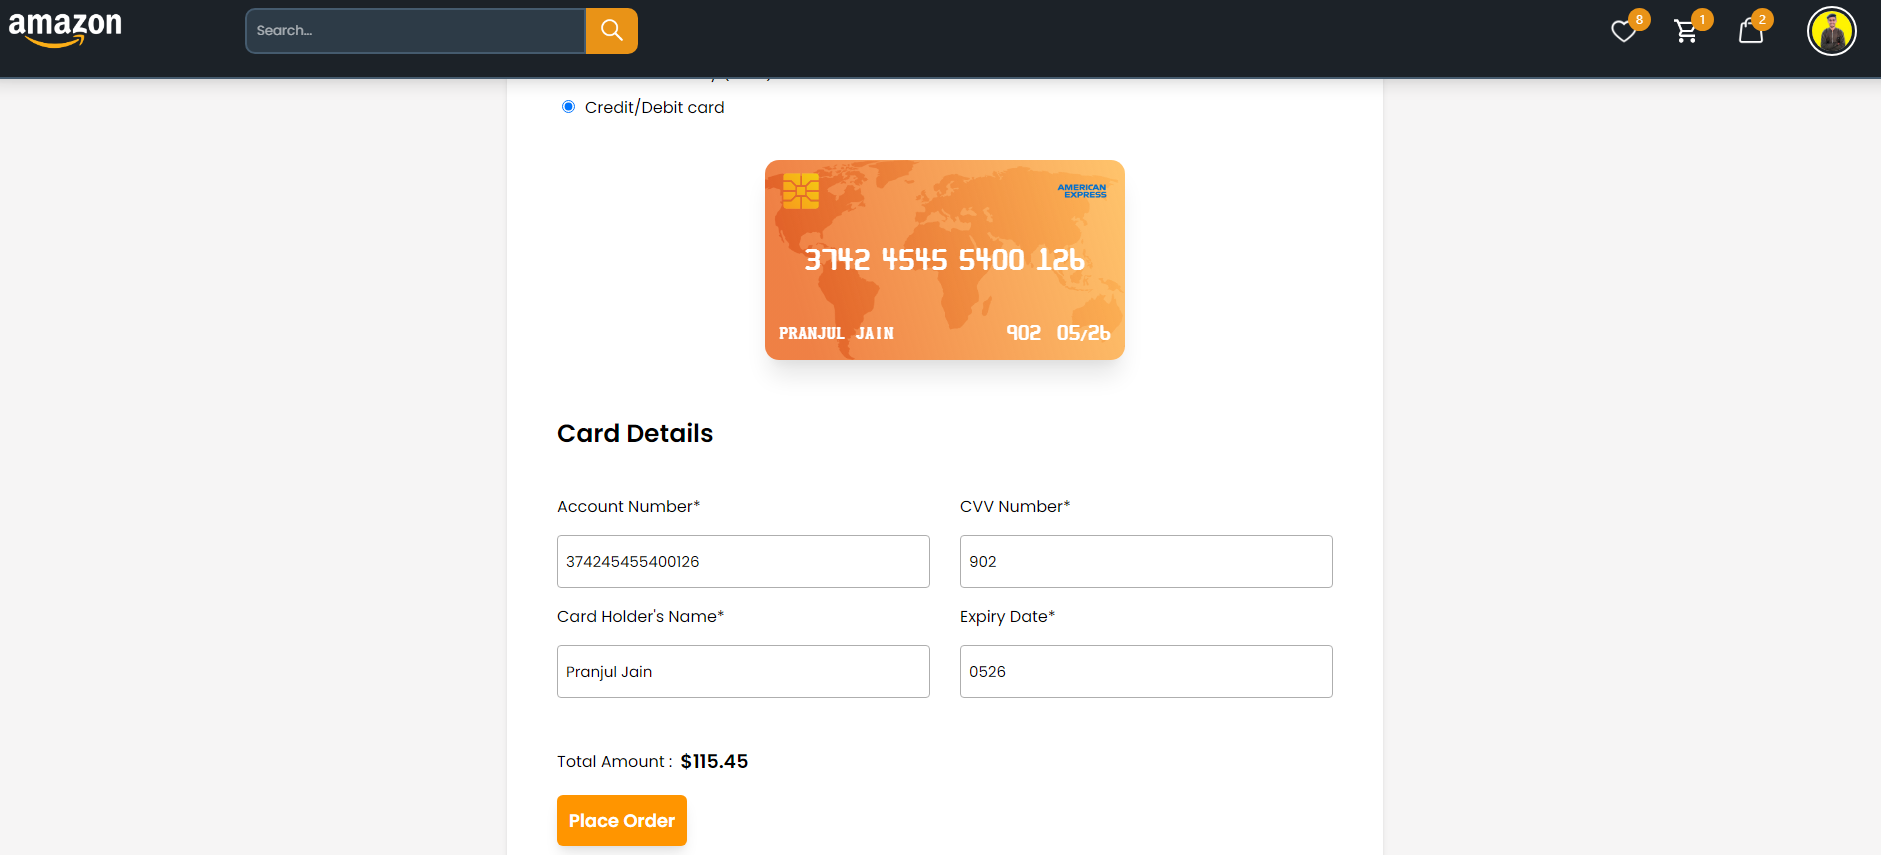 amazon
Search...
8
1
2
Credit/Debit card
AMERICAN
EXPRESS
3742 4545 5400 126
PRANJUL JAIN
902 05/26
Card Details
Account Number*
CVV Number*
374245455400126
902
Card Holder's Name*
Expiry Date*
Pranjul Jain
0526
Total Amount : $115.45
Place Order